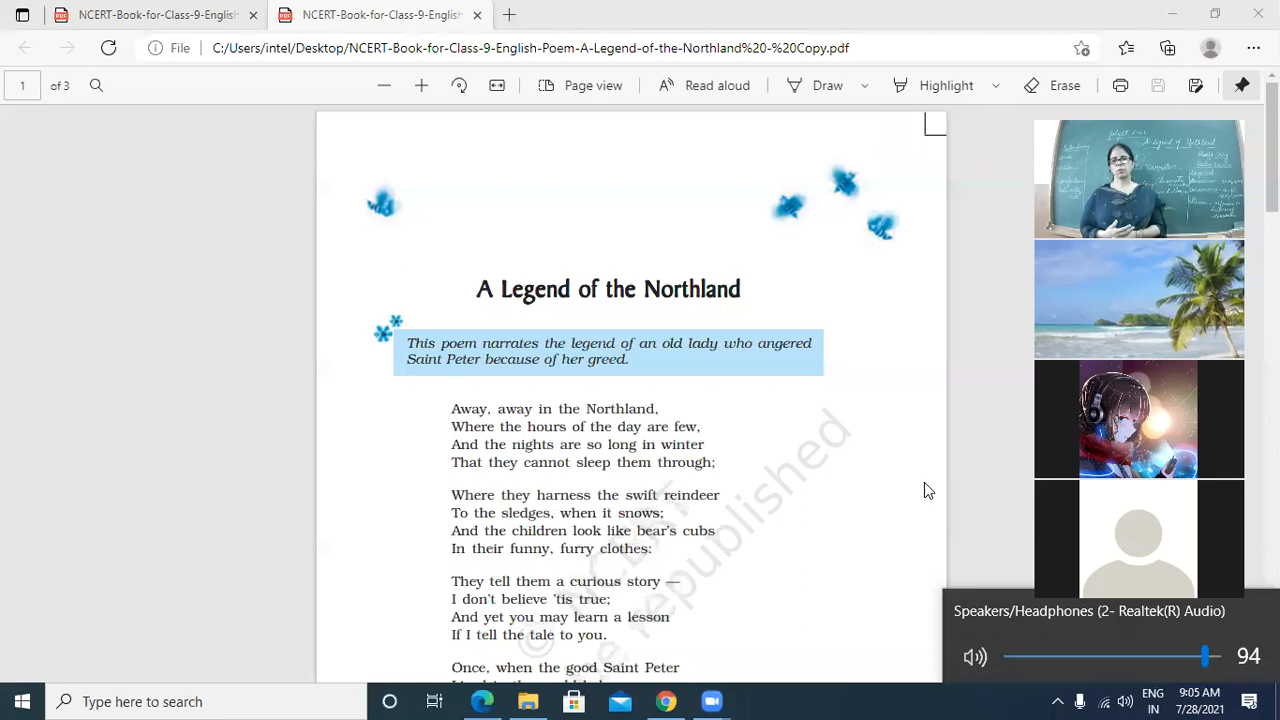 NCERT-Book-for-Class-9-English
NCERT-Book-for-Class-9-English
File
C:/Users/intel/Desktop/NCERT-Book-for-Class-9-English-Poem-A-Legend-of-the-Northland%20-%20Copy.pdf
1 of 3
Page view
Read aloud
Draw
Highlight
Erase
A Legend of the Northland
This poem narrates the legend of an old lady who angered
Saint Peter because of her greed.
Away, away in the Northland,
Where the hours of the day are few,
And the nights are so long in winter
That they cannot sleep them through;
Where they harness the swift reindeer
To the sledges, when it snows;
And the children look like bear's cubs
In their funny, furry clothes:
They tell them a curious story —
I don't believe 'tis true;
And yet you may learn a lesson
If I tell the tale to you.
Once, when the good Saint Peter
© NCERT
republished
A Legend of Northland
Speakers/Headphones (2- Realtek(R) Audio)
94
Type here to search
ENG
IN
9:05 AM
7/28/2021